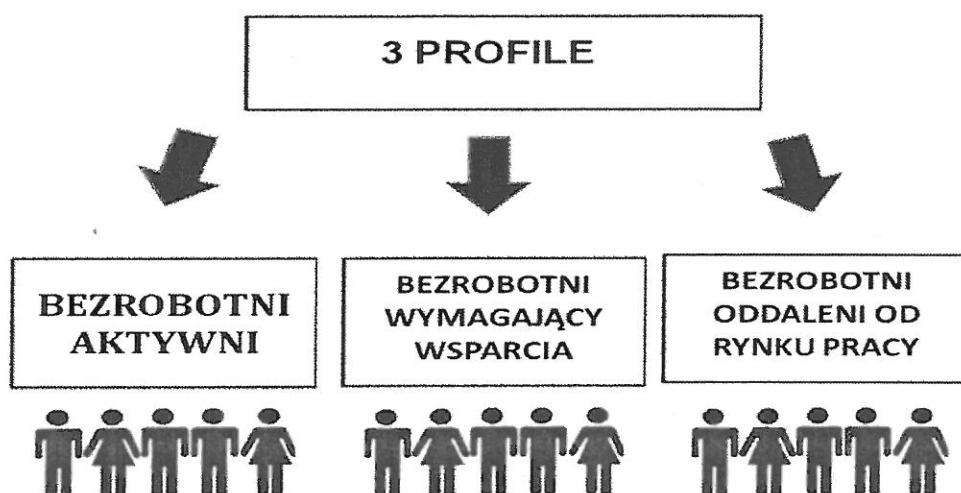 3 PROFILE
BEZROBOTNI
AKTYWNI
BEZROBOTNI
WYMAGAJĄCY
WSPARCIA
BEZROBOTNI
ODDALENI OD
RYNKU PRACY